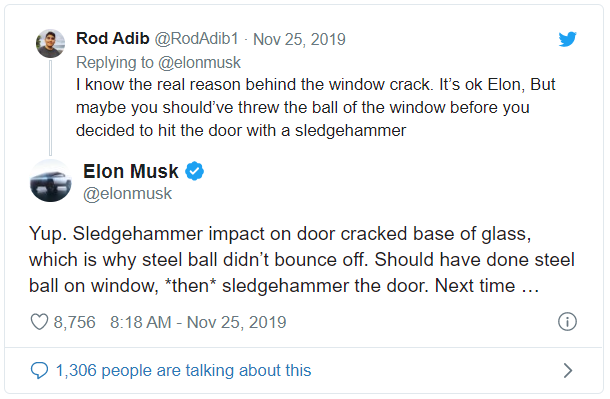 Rod Adib @RodAdib1 · Nov 25, 2019
Replying to @elonmusk
I know the real reason behind the window crack. It’s ok Elon, But
maybe you should’ve threw the ball of the window before you
decided to hit the door with a sledgehammer
Elon Musk
@elonmusk
Yup. Sledgehammer impact on door cracked base of glass,
which is why steel ball didn’t bounce off. Should have done steel
ball on window, *then* sledgehammer the door. Next time …
8,756 8:18 AM - Nov 25, 2019
1,306 people are talking about this